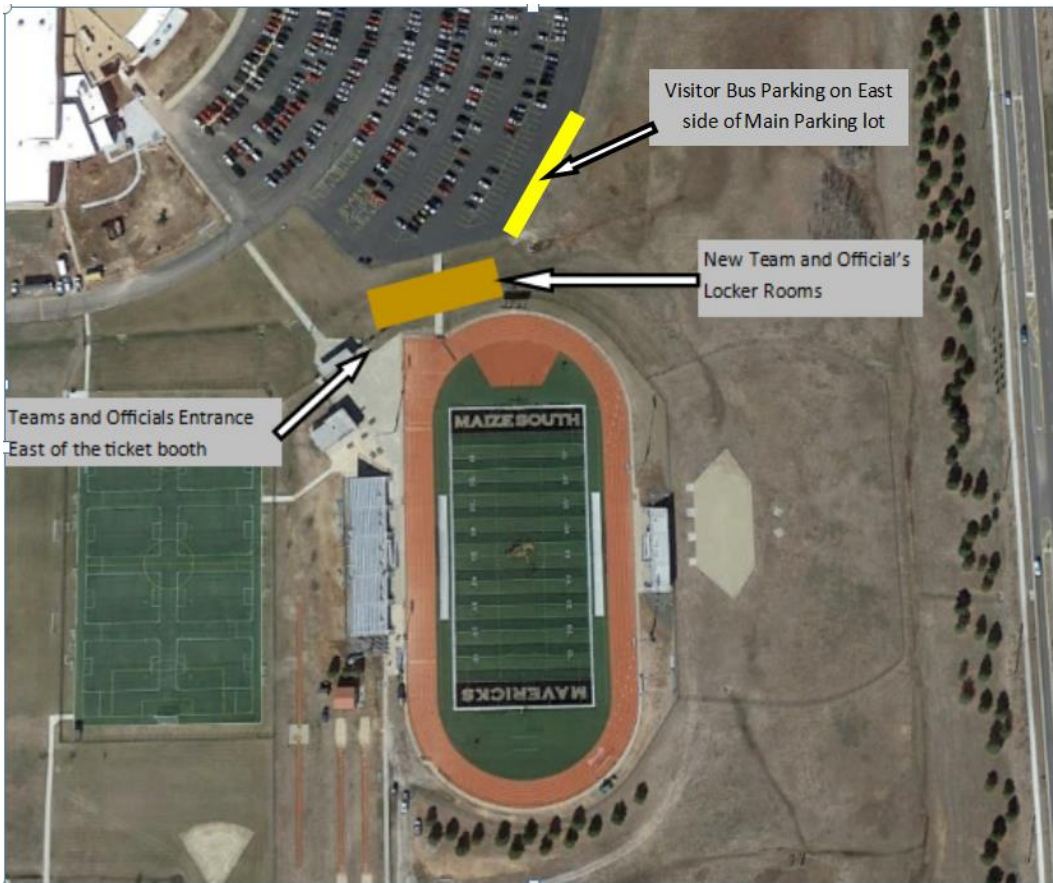 Visitor Bus Parking on East
side of Main Parking lot
New Team and Official's
Locker Rooms
Teams and Officials Entrance
East of the ticket booth
MAIZE SOUTH
MAVERICKS